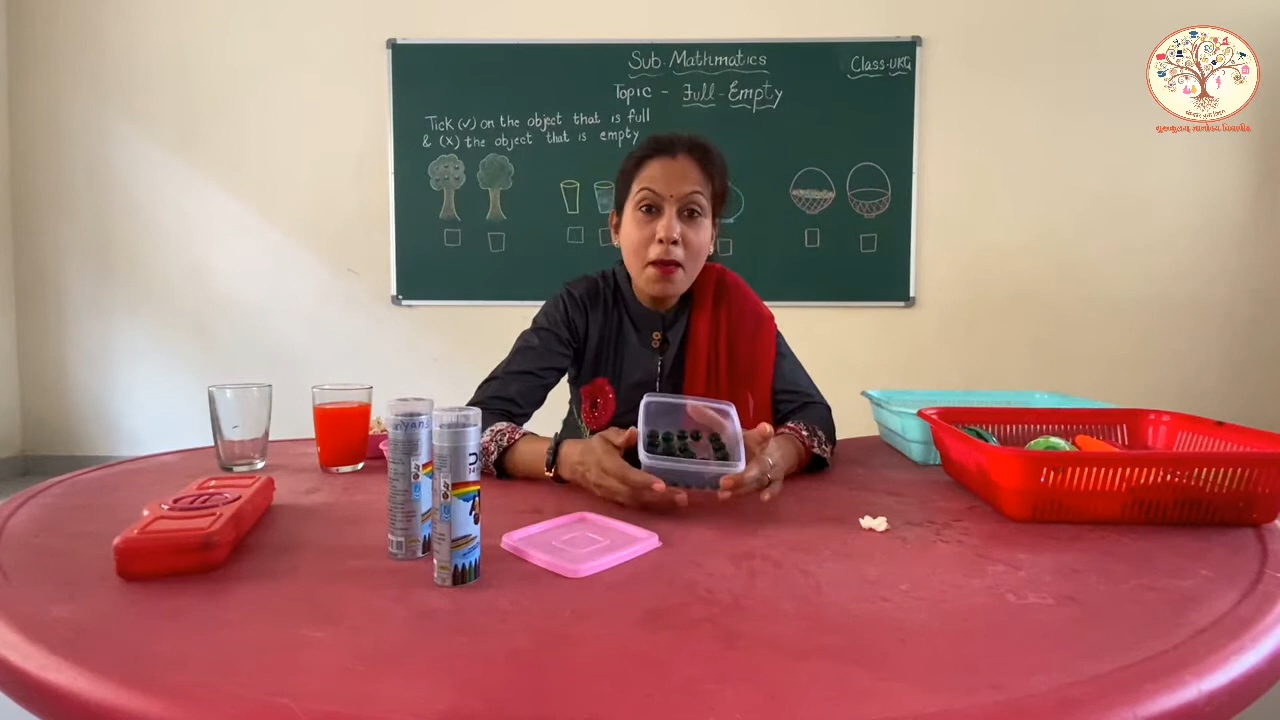 Sub. Mathmatics
Class-UKG
Topic - Full-Empty
Tick (✓) on the object that is full
& (x) the object that is empty